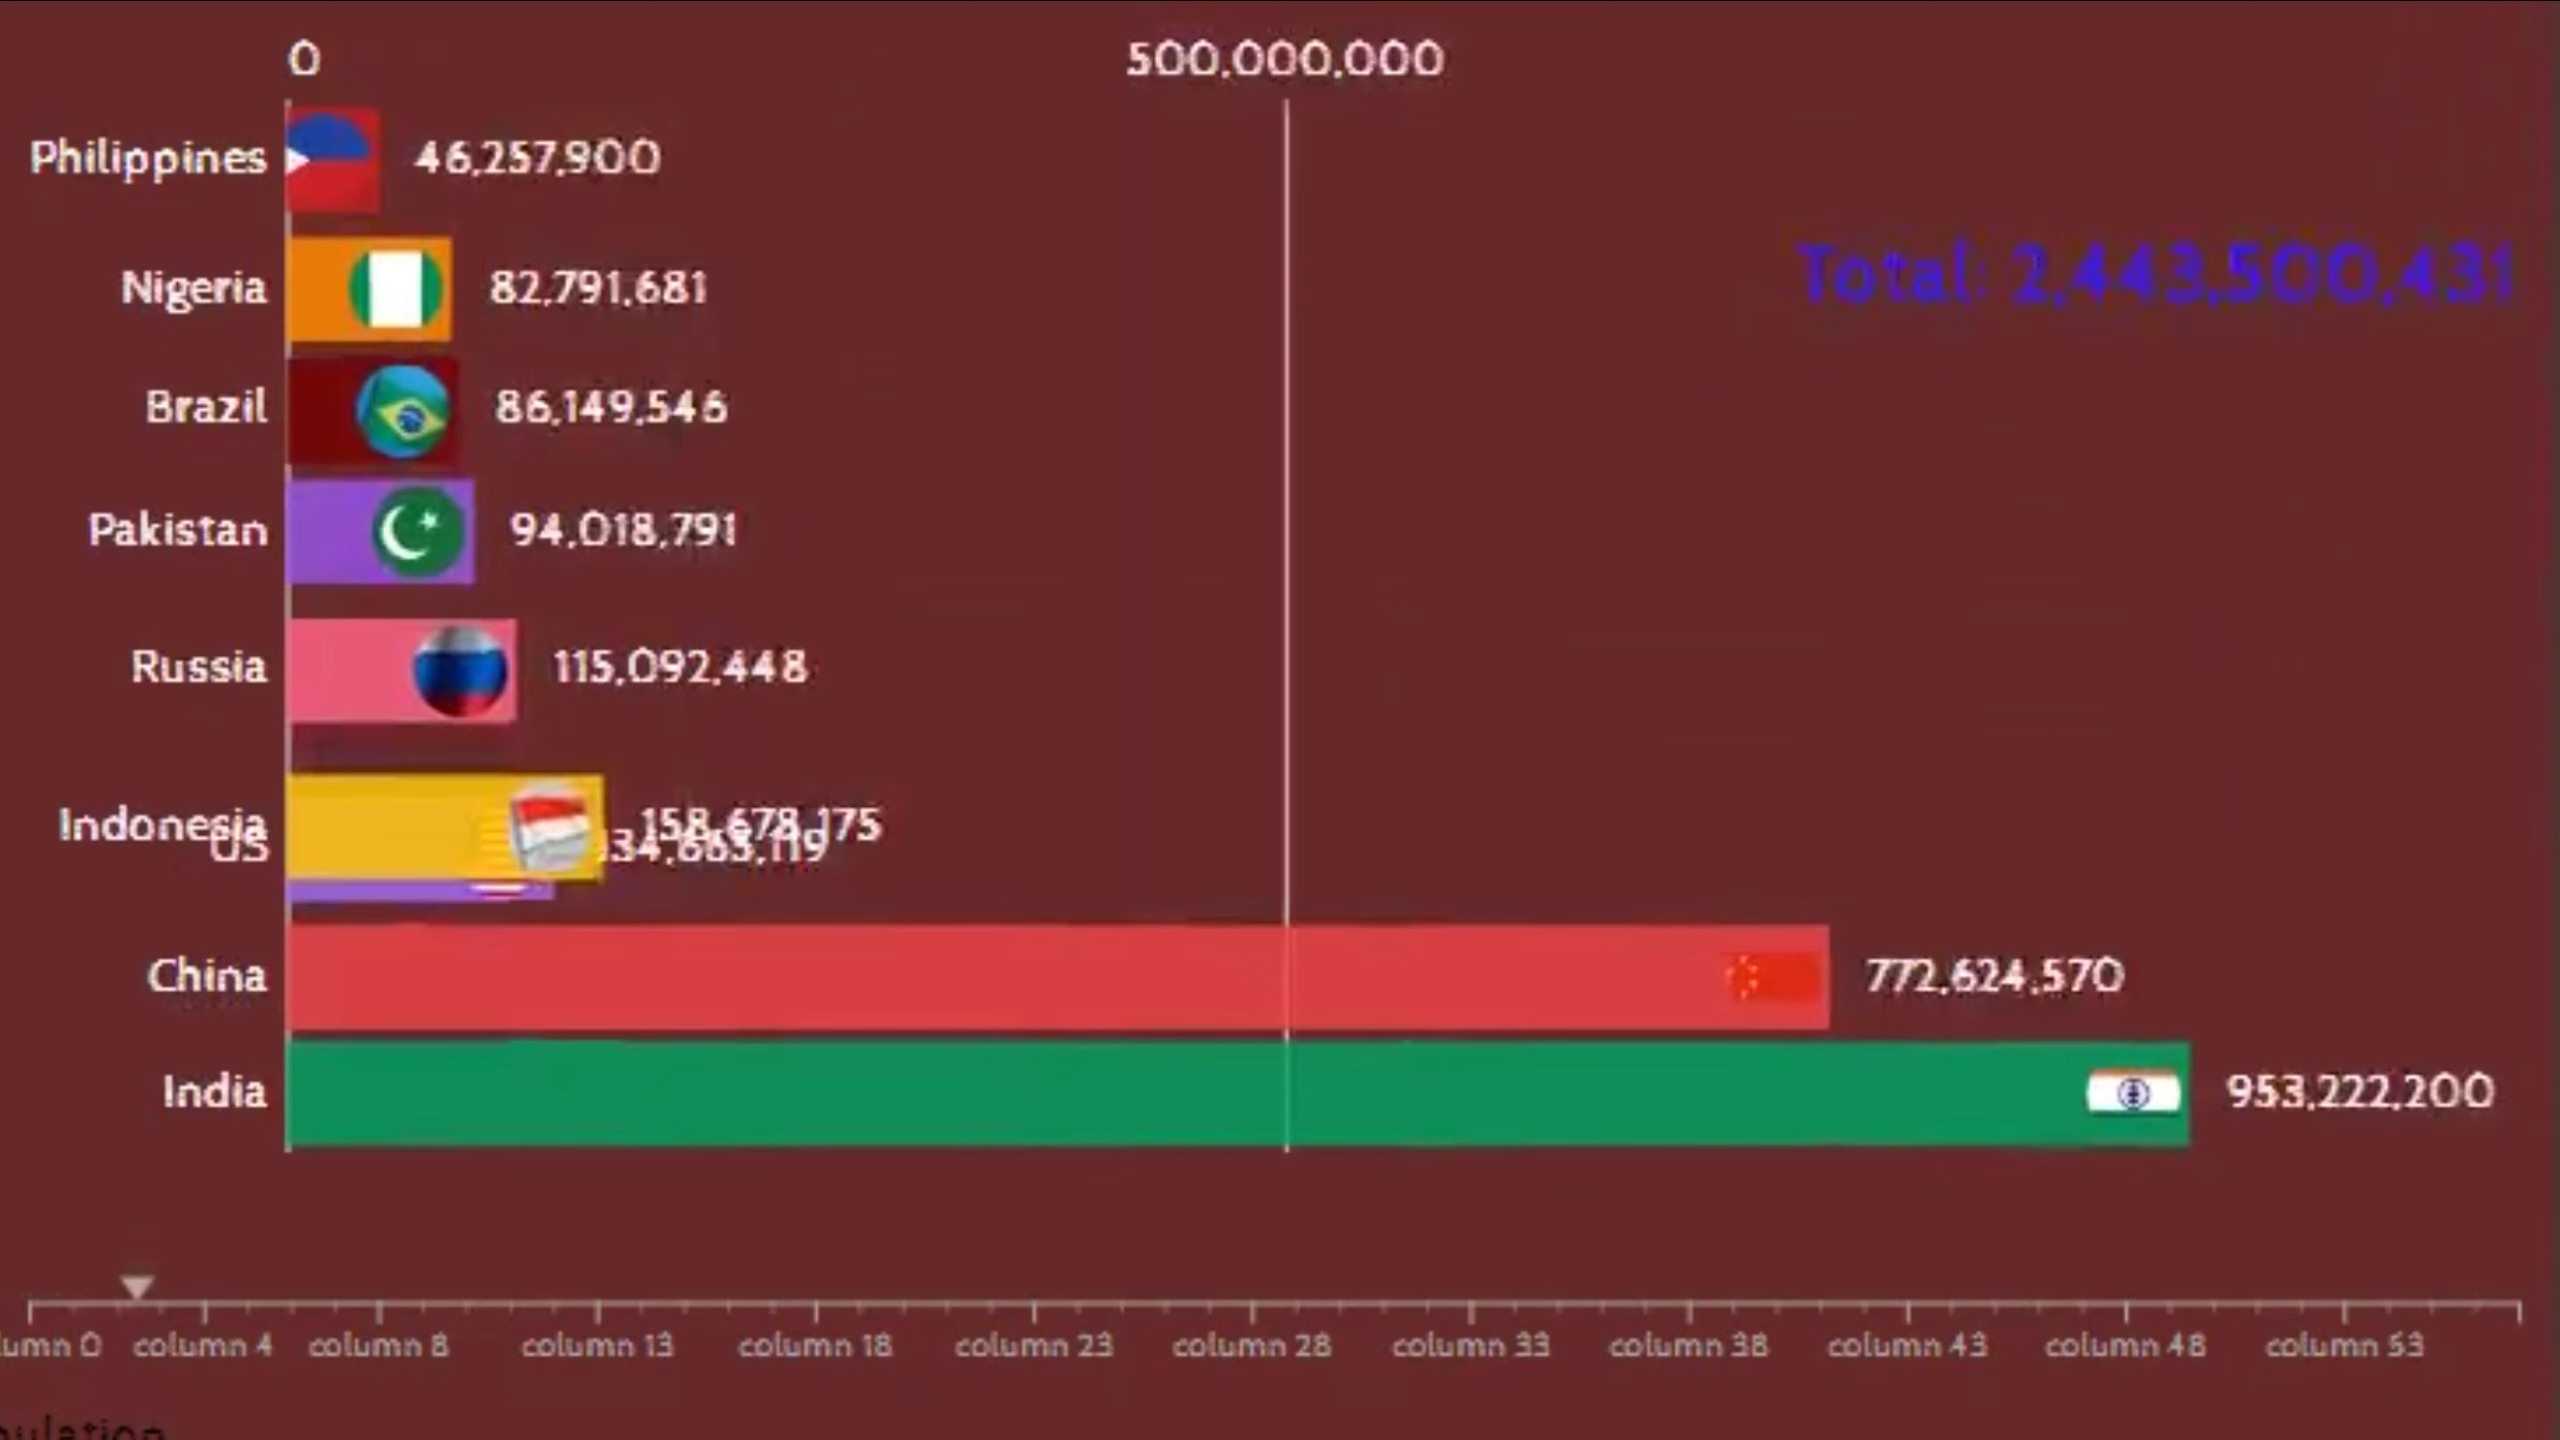 0 500,000,000
Philippines 46,257,900
Total: 2,443,500,431
Nigeria 82,791,681
Brazil 86,149,546
Pakistan 94,018,791
Russia 115,092,448
Indonesia 158,678,175
US
China 772,624,570
India 953,222,200
column 4 column 8 column 13 column 18 column 23 column 28 column 33 column 38 column 43 column 48 column 53